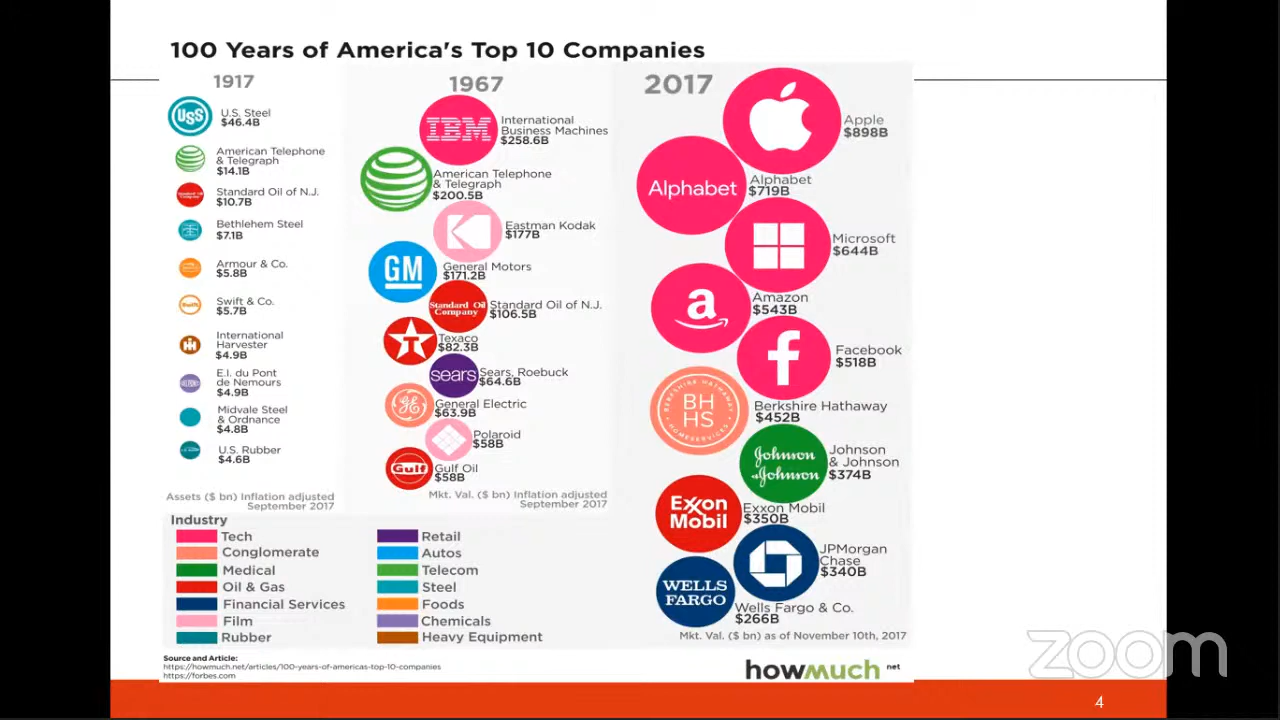 100 Years of America's Top 10 Companies
1917
USS
U.S. Steel
$46.4B
American Telephone
& Telegraph
$14.1B
Standard Oil of N.J.
$10.7B
Bethlehem Steel
$7.1B
Armour & Co.
$5.8B
Swift & Co.
$5.7B
International
Harvester
$4.9B
E.I. du Pont
de Nemours
$4.9B
Midvale Steel
& Ordnance
$4.8B
U.S. Rubber
$4.6B
Assets ($ bn) Inflation adjusted
September 2017
1967
IBM
International
Business Machines
$258.6B
American Telephone
& Telegraph
$200.5B
Eastman Kodak
$177B
GM
General Motors
$171.2B
Standard Oil
Company
Standard Oil of N.J.
$106.5B
T
Texaco
$82.3B
sears
Sears, Roebuck
$64.6B
GE
General Electric
$63.9B
Polaroid
$58B
Gulf
Gulf Oil
$58B
Mkt. Val. ($ bn) Inflation adjusted
September 2017
2017
Apple
$898B
Alphabet
Alphabet
$719B
Microsoft
$644B
a
Amazon
$543B
f
Facebook
$518B
BERKSHIRE HATHAWAY
BH
HS
HOMESERVICES
Berkshire Hathaway
$452B
Johnson
&Johnson
Johnson
& Johnson
$374B
Exxon
Mobil
Exxon Mobil
$350B
JPMorgan
Chase
$340B
WELLS
FARGO
Wells Fargo & Co.
$266B
Mkt. Val. ($ bn) as of November 10th, 2017
Industry
Tech
Conglomerate
Medical
Oil & Gas
Financial Services
Film
Rubber
Retail
Autos
Telecom
Steel
Foods
Chemicals
Heavy Equipment
Source and Article:
https://howmuch.net/articles/100-years-of-americas-top-10-companies
https://forbes.com
howmuch net
zoom
4